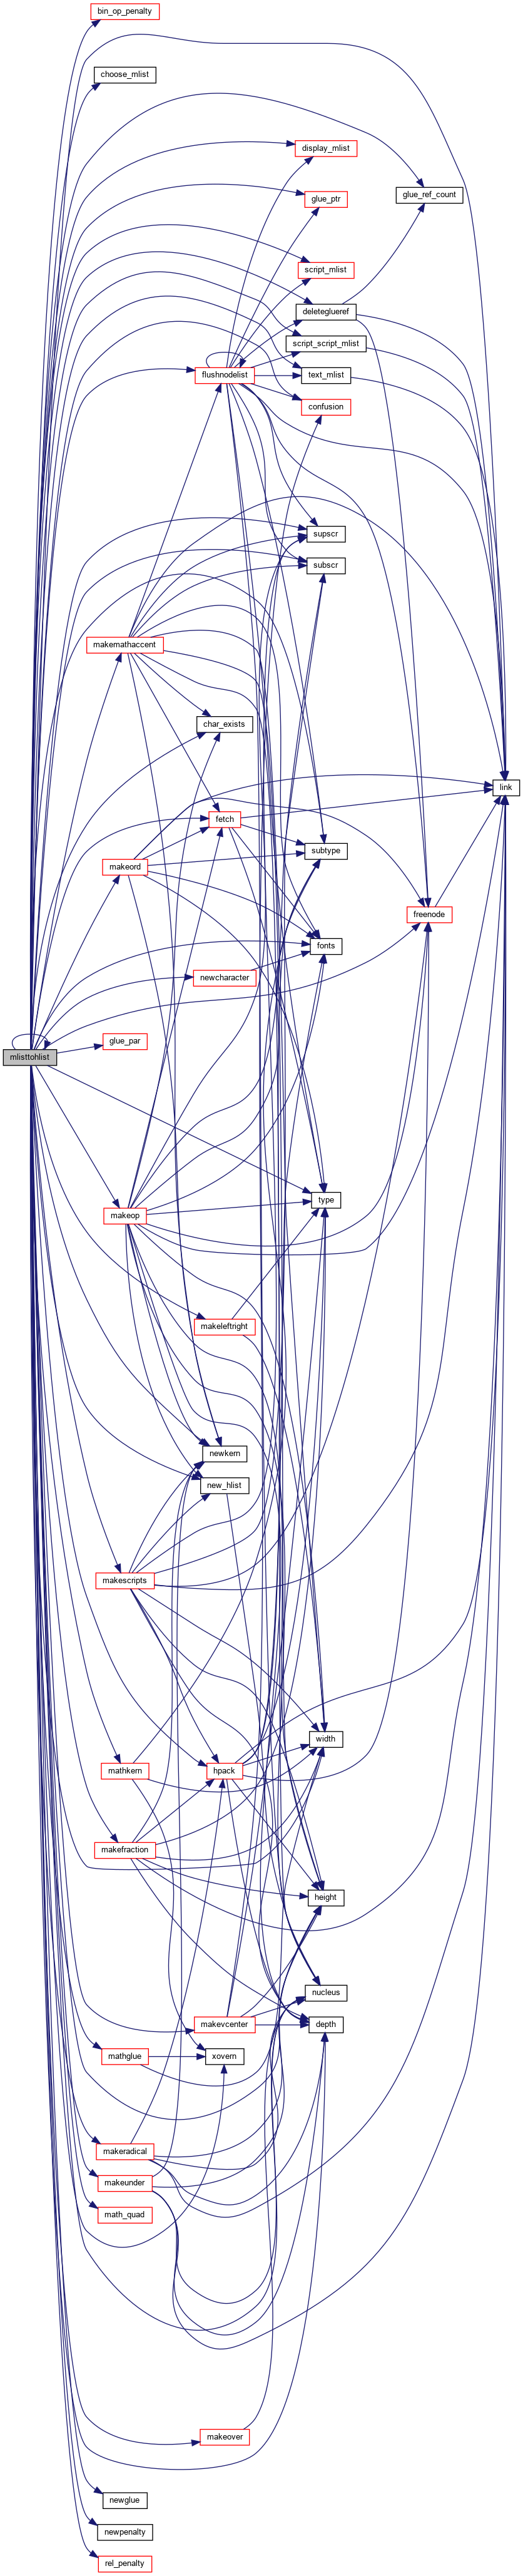 bin_op_penalty
choose_mlist
display_mlist
glue_ref_count
glue_ptr
script_mlist
deleteglueref
script_script_mlist
flushnodelist
text_mlist
confusion
supscr
subscr
makemathaccent
char_exists
link
fetch
subtype
makeord
freenode
fonts
newcharacter
glue_par
mlisttohlist
type
makeop
makeleftright
newkern
new_hlist
makescripts
width
mathkern
hpack
makefraction
height
nucleus
makevcenter
depth
mathglue
xovern
makeradical
makeunder
math_quad
makeover
newglue
newpenalty
rel_penalty